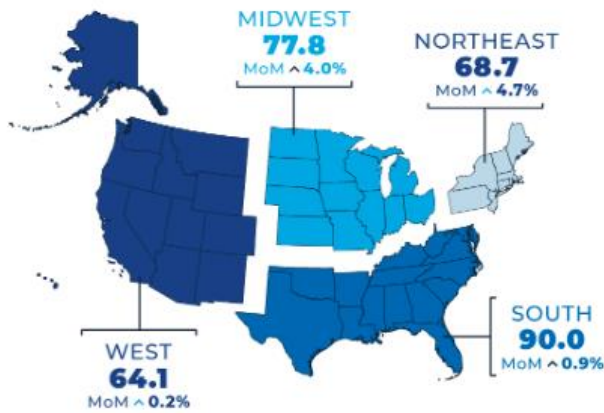 MIDWEST
77.8
MoM ^ 4.0%
NORTHEAST
68.7
MoM ^ 4.7%
WEST
64.1
MoM ^ 0.2%
SOUTH
90.0
MoM ^ 0.9%